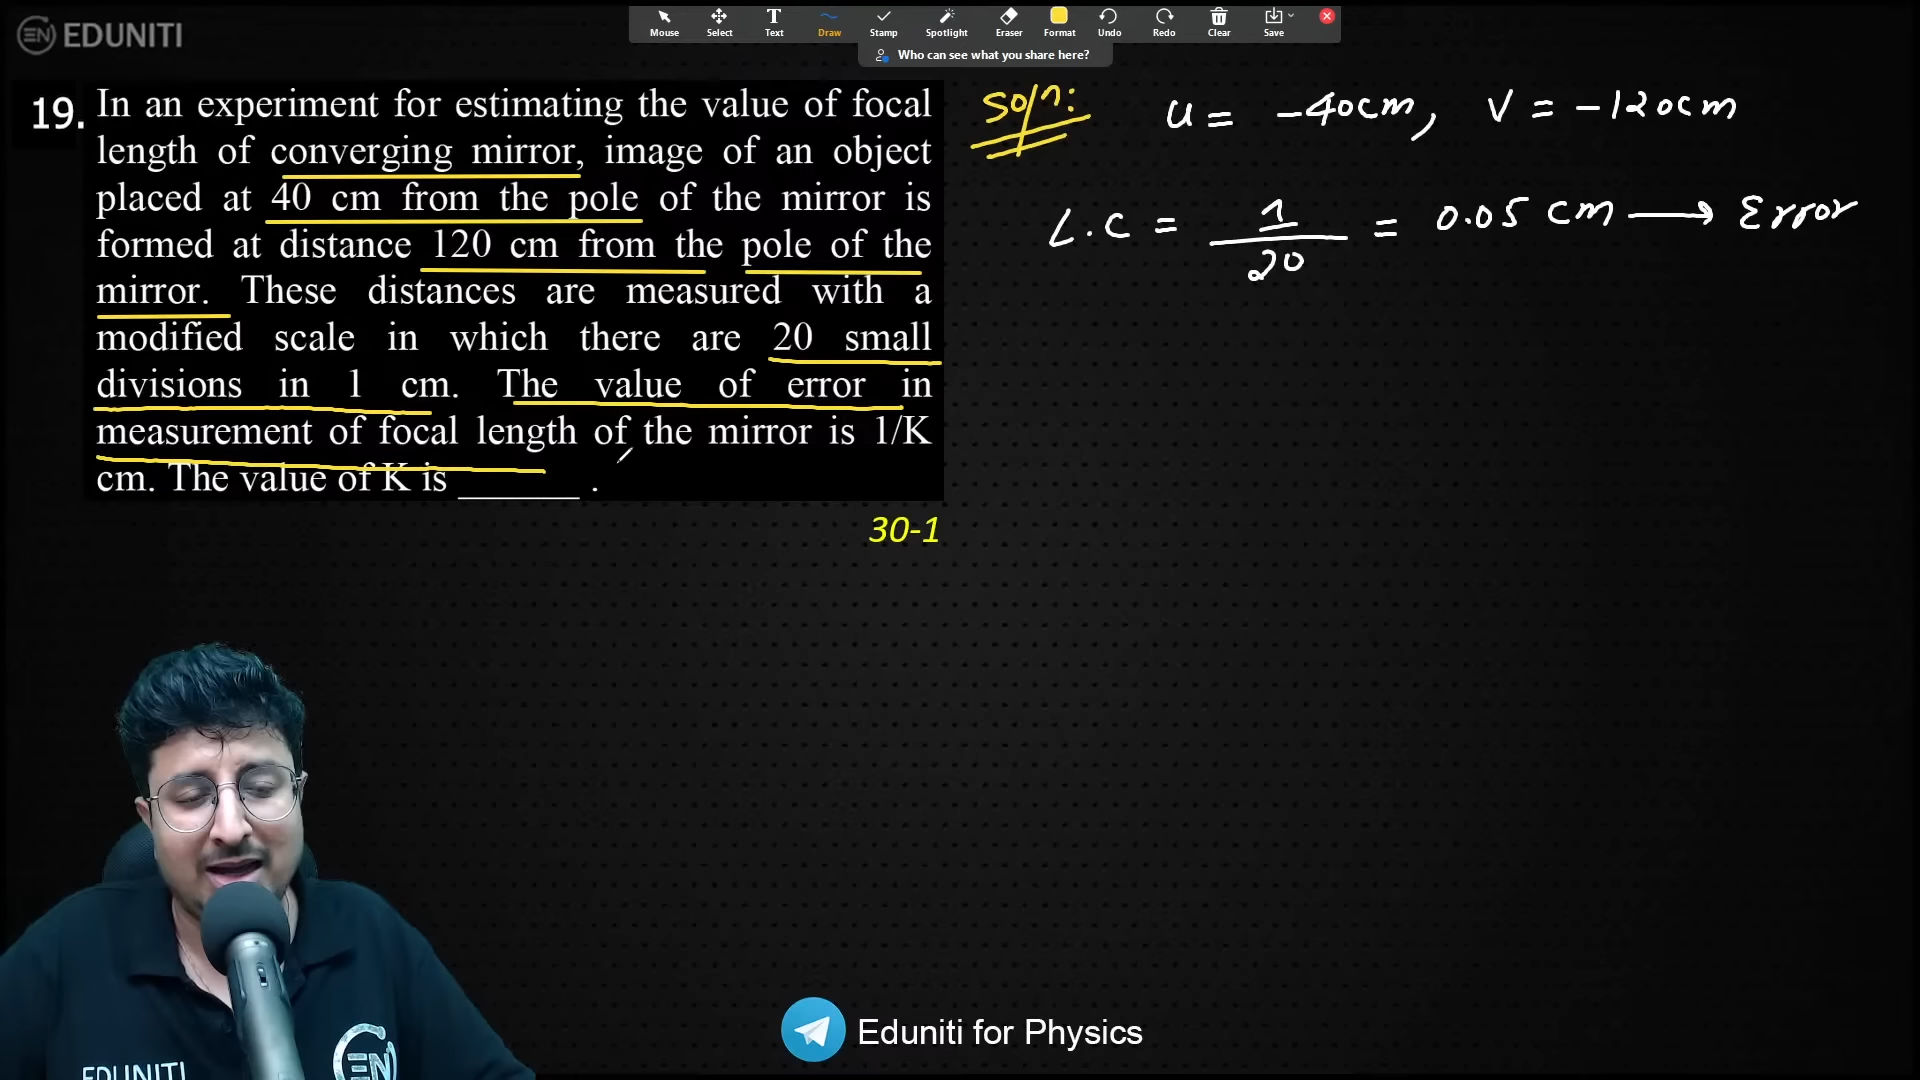 EDUNITI
Mouse Select Text Draw Stamp Spotlight Eraser Format Undo Redo Clear Save
Who can see what you share here?
19. In an experiment for estimating the value of focal
length of converging mirror, image of an object
placed at 40 cm from the pole of the mirror is
formed at distance 120 cm from the pole of the
mirror. These distances are measured with a
modified scale in which there are 20 small
divisions in 1 cm. The value of error in
measurement of focal length of the mirror is 1/K
cm. The value of K is _______ .
30-1
Soln:
u = -40cm, v = -120cm
L.C = 1/20 = 0.05 cm → Error
EDUNITI
EN
Eduniti for Physics